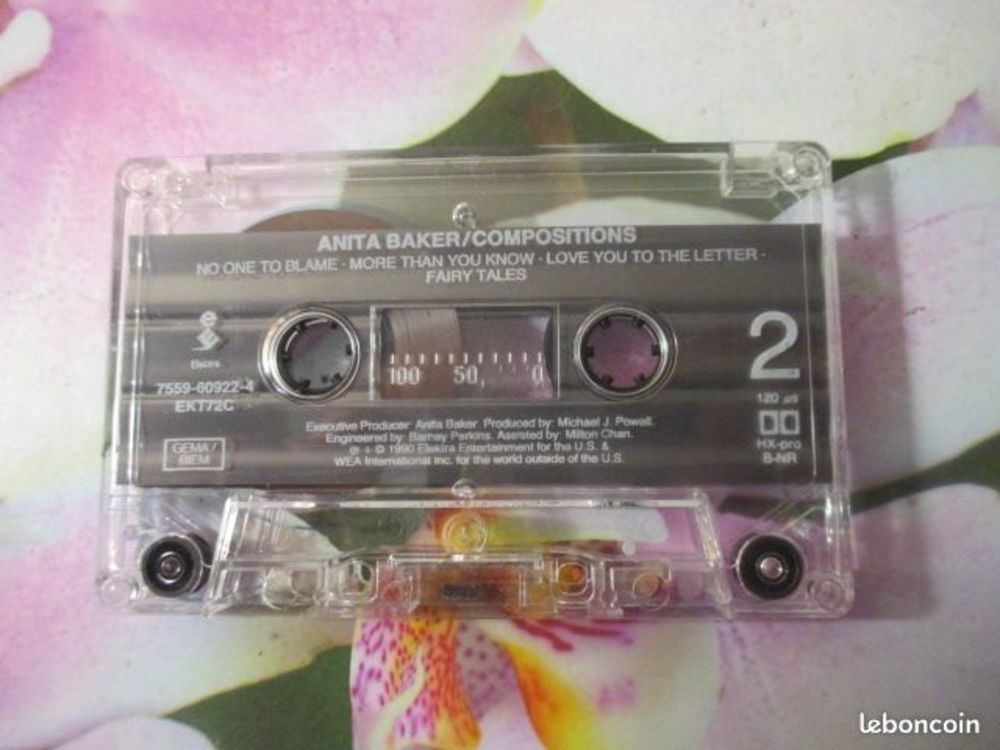 ANITA BAKER/COMPOSITIONS
NO ONE TO BLAME · MORE THAN YOU KNOW · LOVE YOU TO THE LETTER ·
FAIRY TALES
Elektra
7559-60922-4
EKT72C
GEMA/
BIEM
100 50 0
2
120 µs
HX-pro
B-NR
Executive Producer: Anita Baker. Produced by: Michael J. Powell.
Engineered by: Barney Perkins. Assisted by: Milton Chan.
℗ + © 1990 Elektra Entertainment for the U.S. &
WEA International Inc. for the world outside of the U.S.
leboncoin